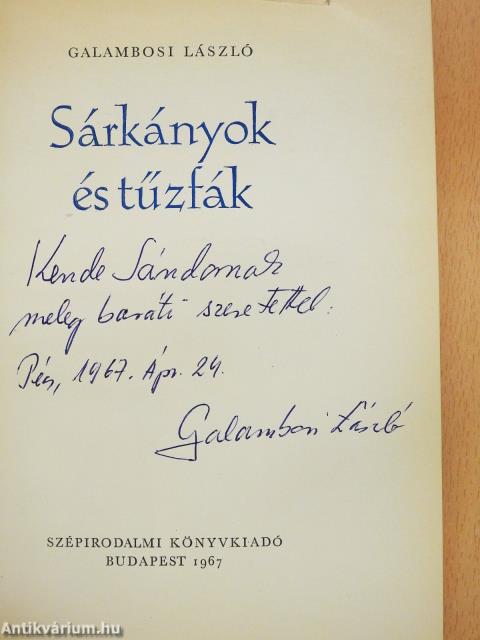 GALAMBOSI LÁSZLÓ
Sárkányok
és tűzfák
Kende Sándornak
meleg baráti szeretettel:
Pécs, 1967. Ápr. 24.
Galambosi László
SZÉPIRODALMI KÖNYVKIADÓ
BUDAPEST 1967
Antikvárium.hu